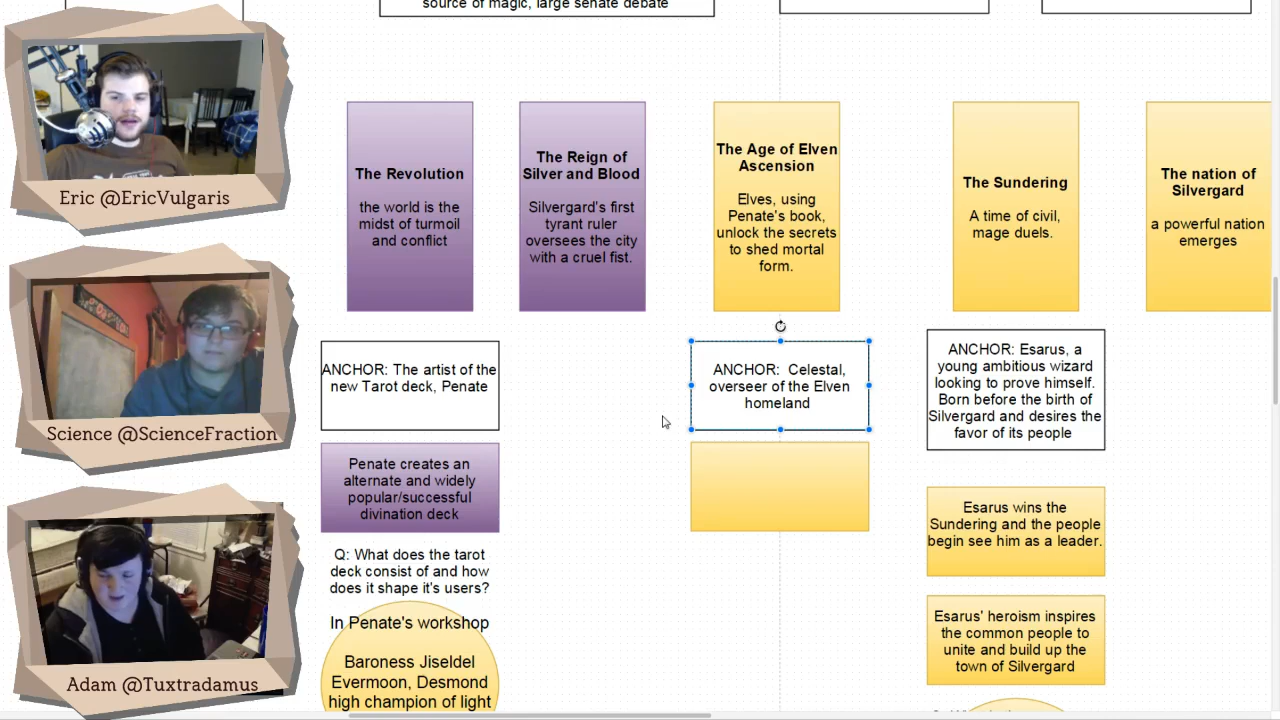 source of magic, large senate debate
Eric @EricVulgaris
Science @ScienceFraction
Adam @Tuxtradamus
The Revolution
the world is the
midst of turmoil
and conflict
The Reign of
Silver and Blood
Silvergard's first
tyrant ruler
oversees the city
with a cruel fist.
The Age of Elven
Ascension
Elves, using
Penate's book,
unlock the secrets
to shed mortal
form.
The Sundering
A time of civil,
mage duels.
The nation of
Silvergard
a powerful nation
emerges
ANCHOR: The artist of the
new Tarot deck, Penate
Penate creates an
alternate and widely
popular/successful
divination deck
Q: What does the tarot
deck consist of and how
does it shape it's users?
In Penate's workshop
Baroness Jiseldel
Evermoon, Desmond
high champion of light
ANCHOR: Celestal,
overseer of the Elven
homeland
ANCHOR: Esarus, a
young ambitious wizard
looking to prove himself.
Born before the birth of
Silvergard and desires the
favor of its people
Esarus wins the
Sundering and the people
begin see him as a leader.
Esarus' heroism inspires
the common people to
unite and build up the
town of Silvergard